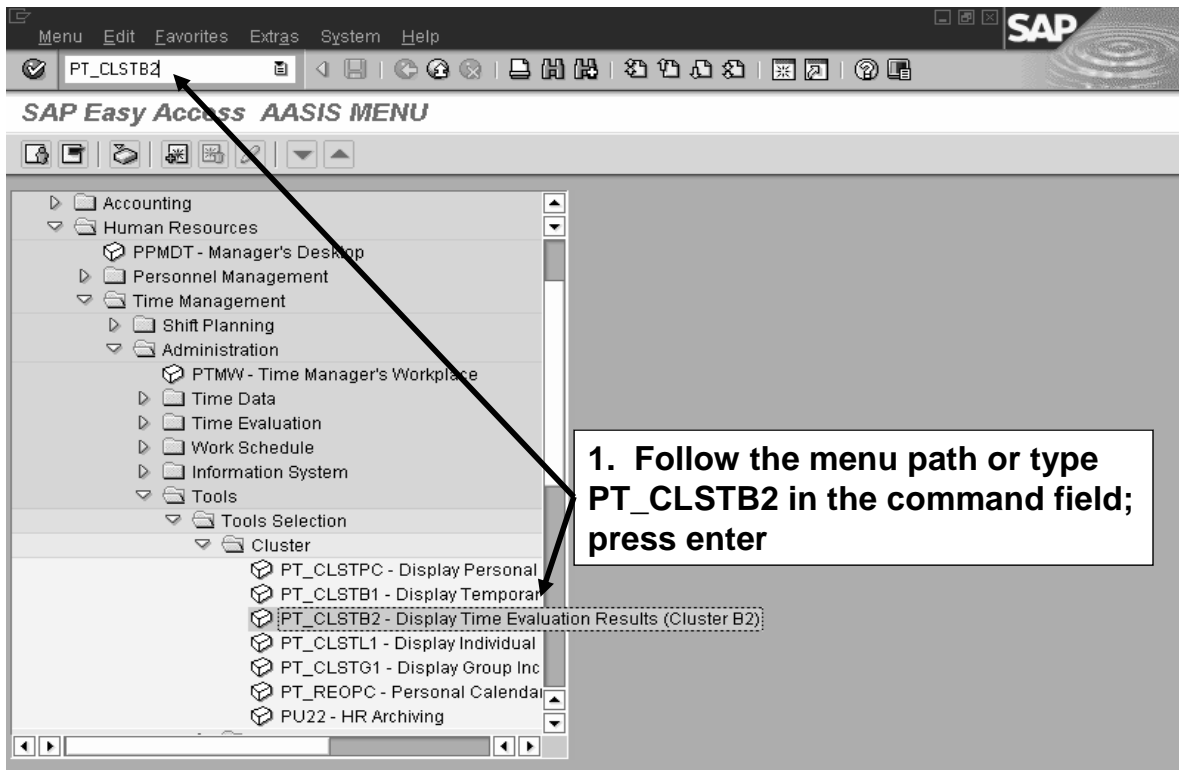 Menu Edit Favorites Extras System Help
SAP
PT_CLSTB2
SAP Easy Access AASIS MENU
Accounting
Human Resources
PPMDT - Manager's Desktop
Personnel Management
Time Management
Shift Planning
Administration
PTMW - Time Manager's Workplace
Time Data
Time Evaluation
Work Schedule
Information System
Tools
Tools Selection
Cluster
PT_CLSTPC - Display Personal
PT_CLSTB1 - Display Temporar
PT_CLSTB2 - Display Time Evaluation Results (Cluster B2)
PT_CLSTL1 - Display Individual
PT_CLSTG1 - Display Group Inc
PT_REOPC - Personal Calendar
PU22 - HR Archiving
1. Follow the menu path or type
PT_CLSTB2 in the command field;
press enter